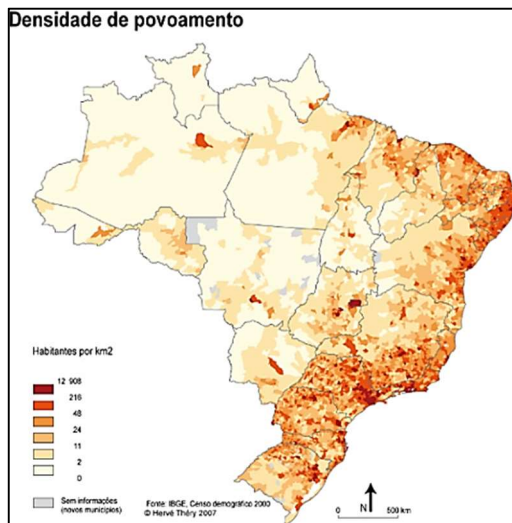 Densidade de povoamento
Habitantes por km2
12 908
216
48
24
11
2
0
Sem informações
(novos municípios)
Fonte: IBGE, Censo demográfico 2000
© Hervé Théry 2007
N
0 500 km